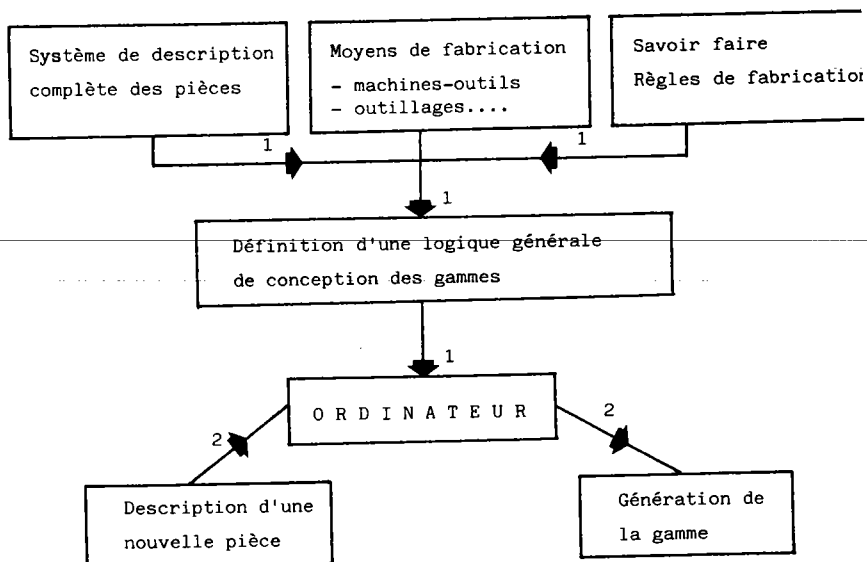 Système de description
complète des pièces
Moyens de fabrication
- machines-outils
- outillages....
Savoir faire
Règles de fabrication
1
1
1
Définition d'une logique générale
de conception des gammes
1
O R D I N A T E U R
2
2
Description d'une
nouvelle pièce
Génération de
la gamme